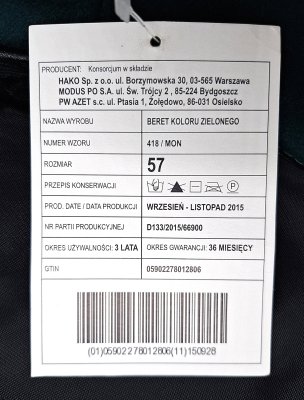 PRODUCENT: Konsorcjum w składzie
HAKO Sp. z o.o. ul. Borzymowska 30, 03-565 Warszawa
MODUS PO S.A. ul. Św. Trójcy 2 , 85-224 Bydgoszcz
PW AZET s.c. ul. Ptasia 1, Żołędowo, 86-031 Osielsko
NAZWA WYROBU BERET KOLORU ZIELONEGO
NUMER WZORU 418 / MON
ROZMIAR 57
PRZEPIS KONSERWACJI P
PROD. DATE / DATA PRODUKCJI WRZESIEŃ - LISTOPAD 2015
NR PARTII PRODUKCYJNEJ D133/2015/66900
OKRES UŻYWALNOŚCI: 3 LATA OKRES GWARANCJI: 36 MIESIĘCY
GTIN 05902278012806
(01)05902278012806(11)150928